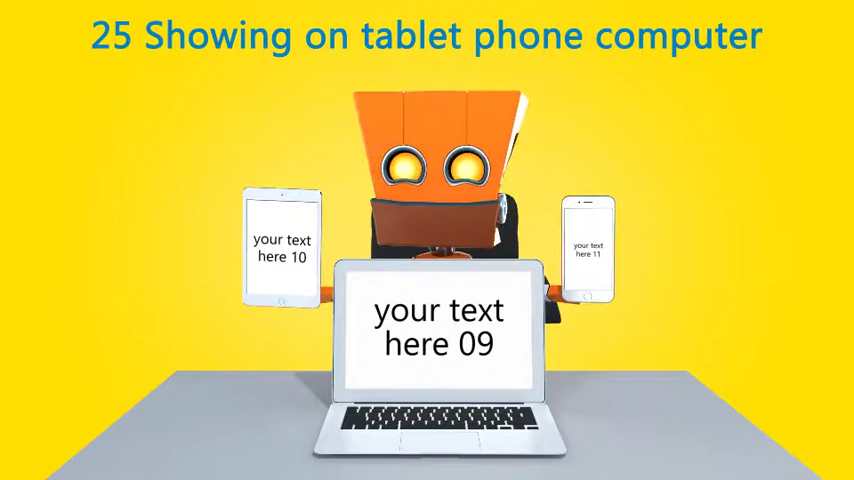 25 Showing on tablet phone computer
your text
here 10
your text
here 11
your text
here 09